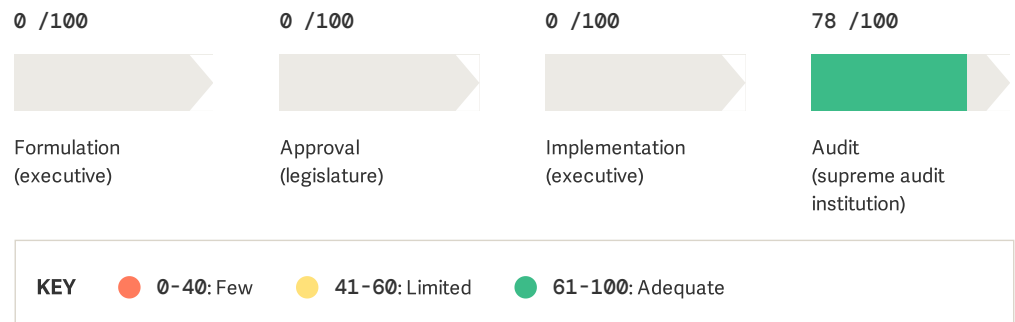 0 /100
0 /100
0 /100
78 /100
Formulation
(executive)
Approval
(legislature)
Implementation
(executive)
Audit
(supreme audit
institution)
KEY
0-40: Few
41-60: Limited
61-100: Adequate